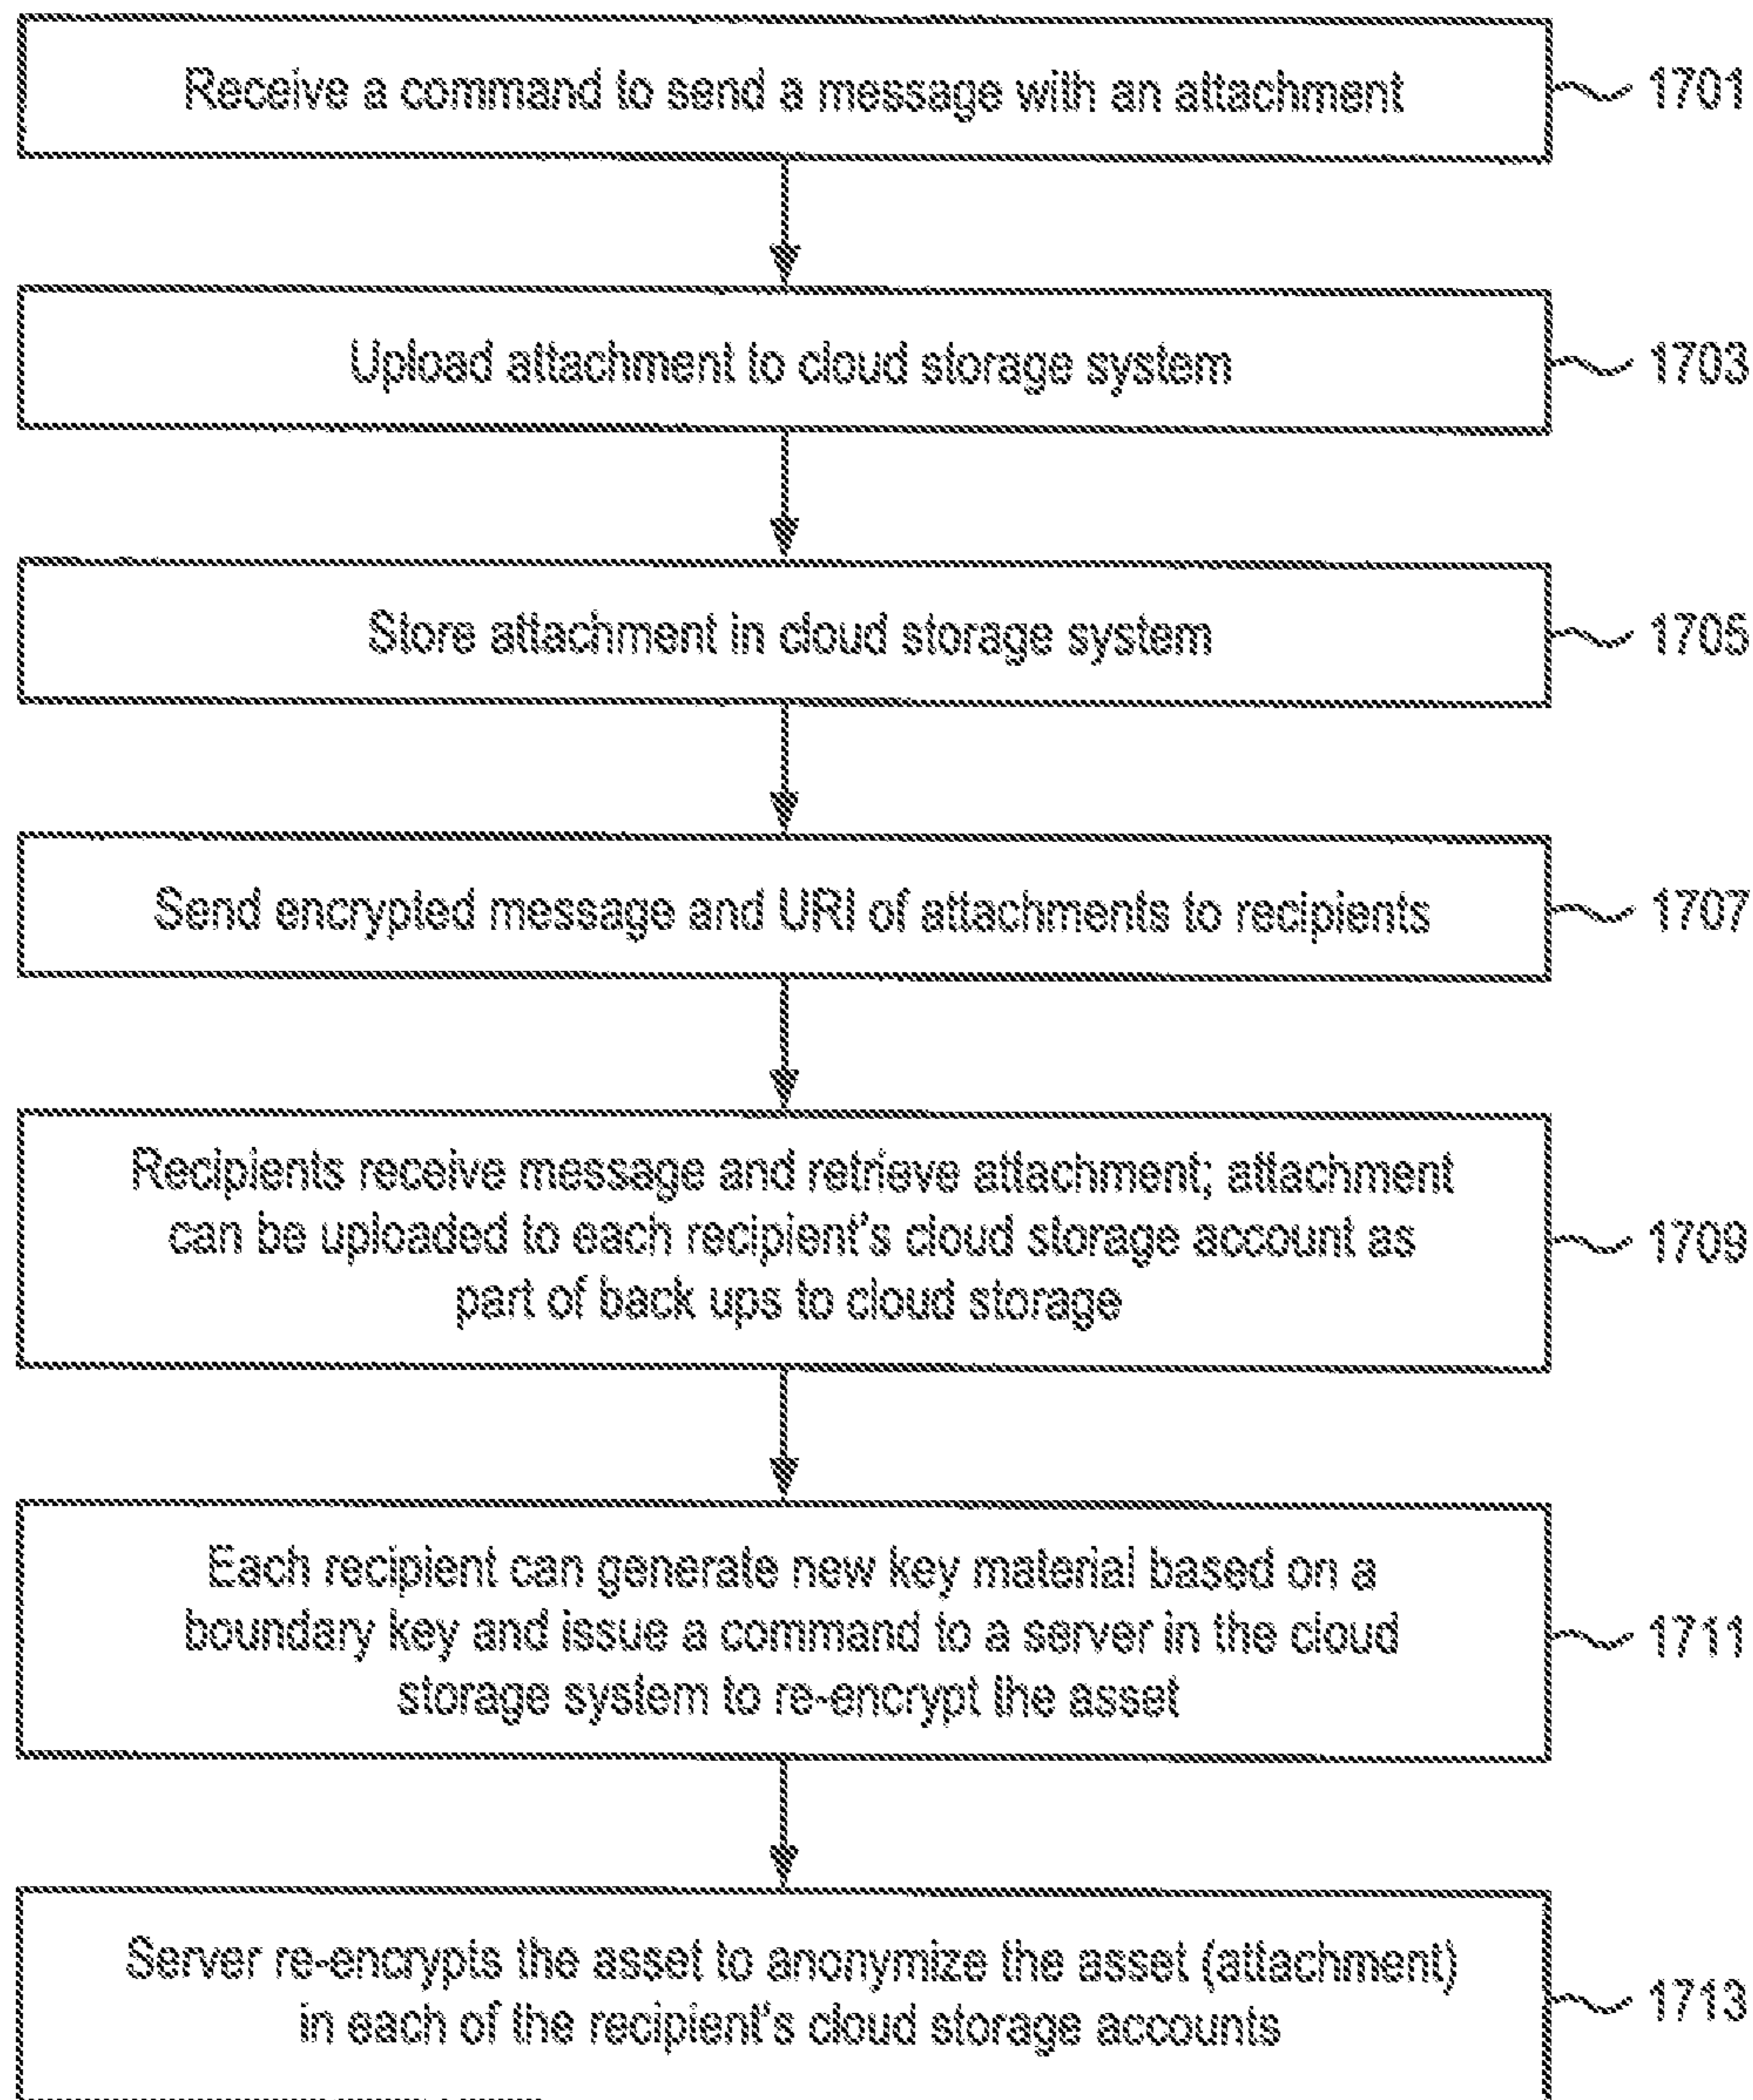 Receive a command to send a message with an attachment
1701
Upload attachment to cloud storage system
1703
Store attachment in cloud storage system
1705
Send encrypted message and URI of attachments to recipients
1707
Recipients receive message and retrieve attachment; attachment
can be uploaded to each recipient's cloud storage account as
part of back ups to cloud storage
1709
Each recipient can generate new key material based on a
boundary key and issue a command to a server in the cloud
storage system to re-encrypt the asset
1711
Server re-encrypts the asset to anonymize the asset (attachment)
in each of the recipient's cloud storage accounts
1713